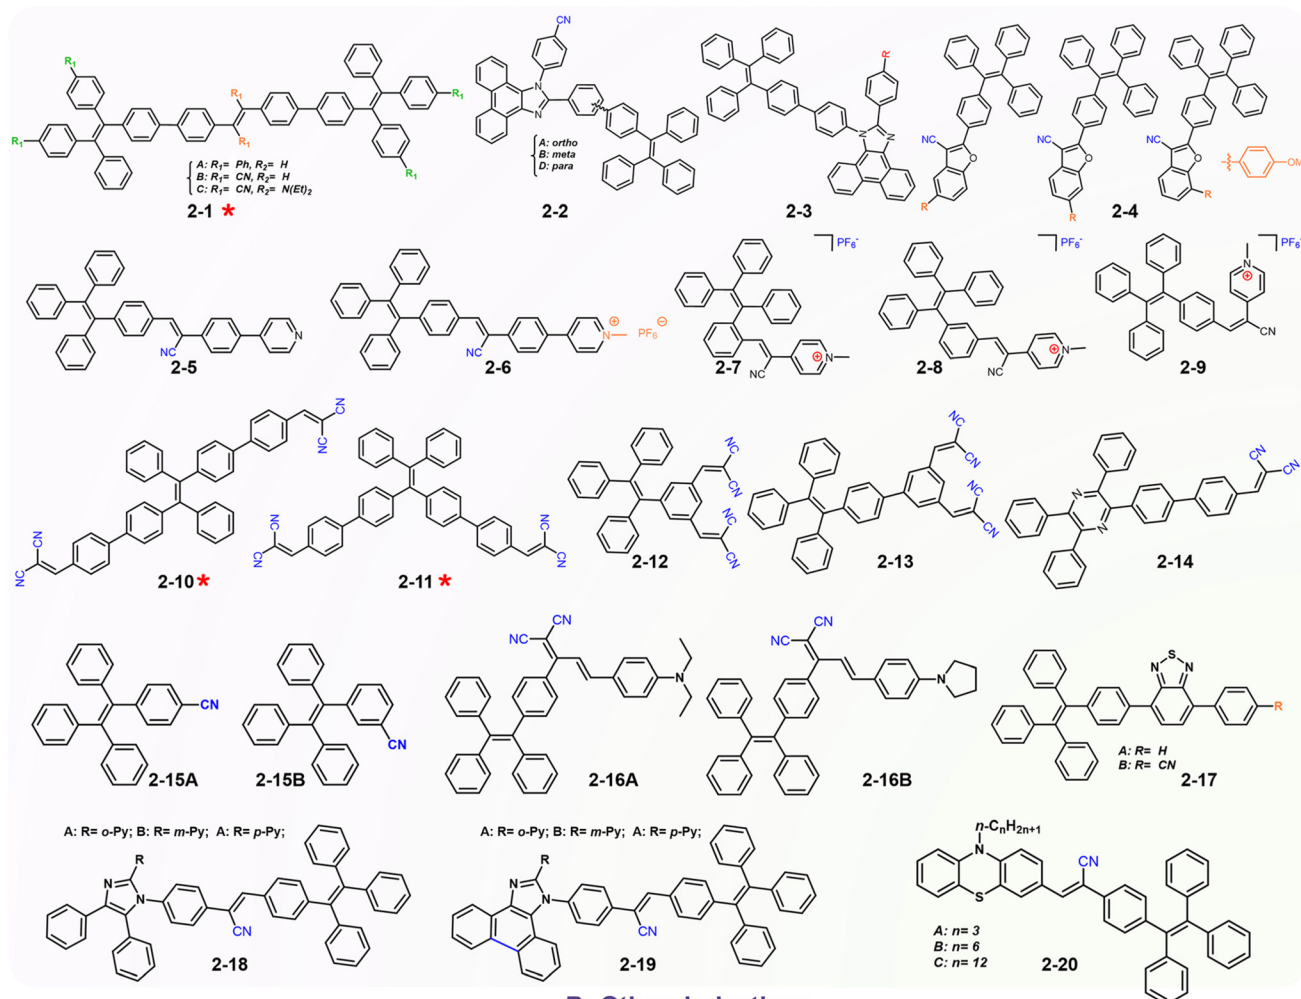 CN
R1
R1
R1
R1
R1
R1
N
N
A: R1= Ph, R2= H
B: R1= CN, R2= H
C: R1= CN, R2= N(Et)2
2-1 *
A: ortho
B: meta
D: para
2-2
R
N
N
2-3
NC
O
R
NC
O
R
NC
O
R
OM
2-4
CN
N
2-5
CN
N
⊕
PF6
⊖
2-6
PF6-
NC
N
⊕
2-7
PF6-
NC
N
⊕
2-8
PF6-
N
⊕
CN
2-9
CN
NC
CN
NC
2-10 *
NC
CN
CN
CN
2-11 *
NC
CN
NC
CN
2-12
NC
CN
NC
CN
2-13
N
N
CN
CN
2-14
CN
2-15A
CN
2-15B
CN
NC
N
2-16A
CN
NC
N
2-16B
S
N
N
R
A: R= H
B: R= CN
2-17
A: R= o-Py; B: R= m-Py; A: R= p-Py;
R
N
N
CN
2-18
A: R= o-Py; B: R= m-Py; A: R= p-Py;
R
N
N
CN
2-19
n-CnH2n+1
N
S
CN
A: n= 3
B: n= 6
C: n= 12
2-20